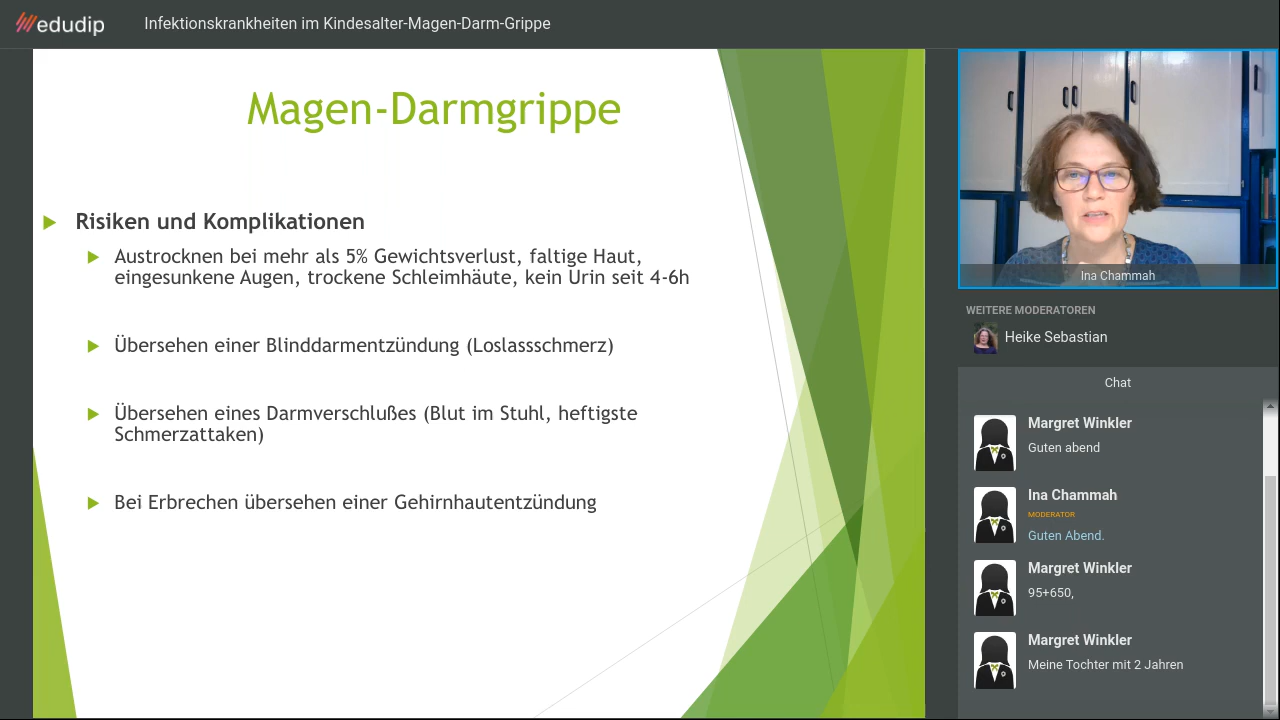 edudip
Infektionskrankheiten im Kindesalter-Magen-Darm-Grippe
Magen-Darmgrippe
Risiken und Komplikationen
Austrocknen bei mehr als 5% Gewichtsverlust, faltige Haut,
eingesunkene Augen, trockene Schleimhäute, kein Urin seit 4-6h
Übersehen einer Blinddarmentzündung (Loslassschmerz)
Übersehen eines Darmverschlußes (Blut im Stuhl, heftigste
Schmerzattaken)
Bei Erbrechen übersehen einer Gehirnhautentzündung
Ina Chammah
WEITERE MODERATOREN
Heike Sebastian
Chat
Margret Winkler
Guten abend
Ina Chammah
MODERATOR
Guten Abend.
Margret Winkler
95+650,
Margret Winkler
Meine Tochter mit 2 Jahren